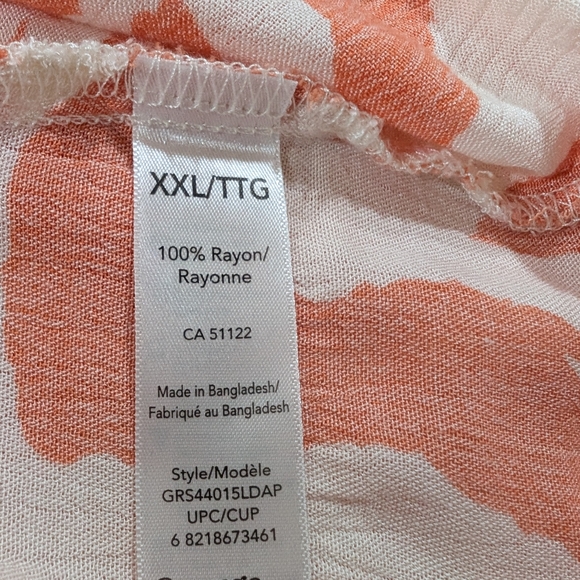 XXL/TTG
100% Rayon/
Rayonne
CA 51122
Made in Bangladesh/
Fabriqué au Bangladesh
Style/Modèle
GRS44015LDAP
UPC/CUP
6 8218673461